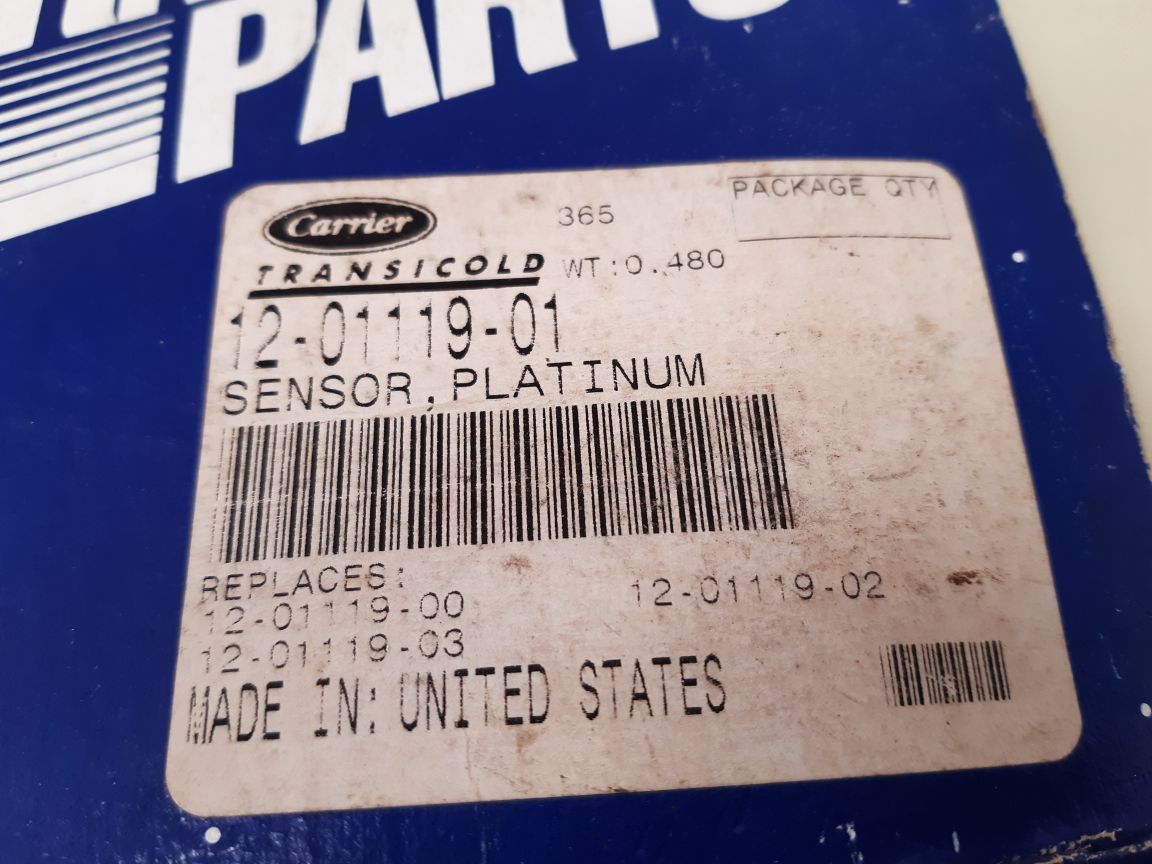 PARTS
Carrier
TRANSICOLD
365
PACKAGE QTY
WT:0.480
12-01119-01
SENSOR,PLATINUM
REPLACES:
12-01119-00 12-01119-02
12-01119-03
MADE IN: UNITED STATES